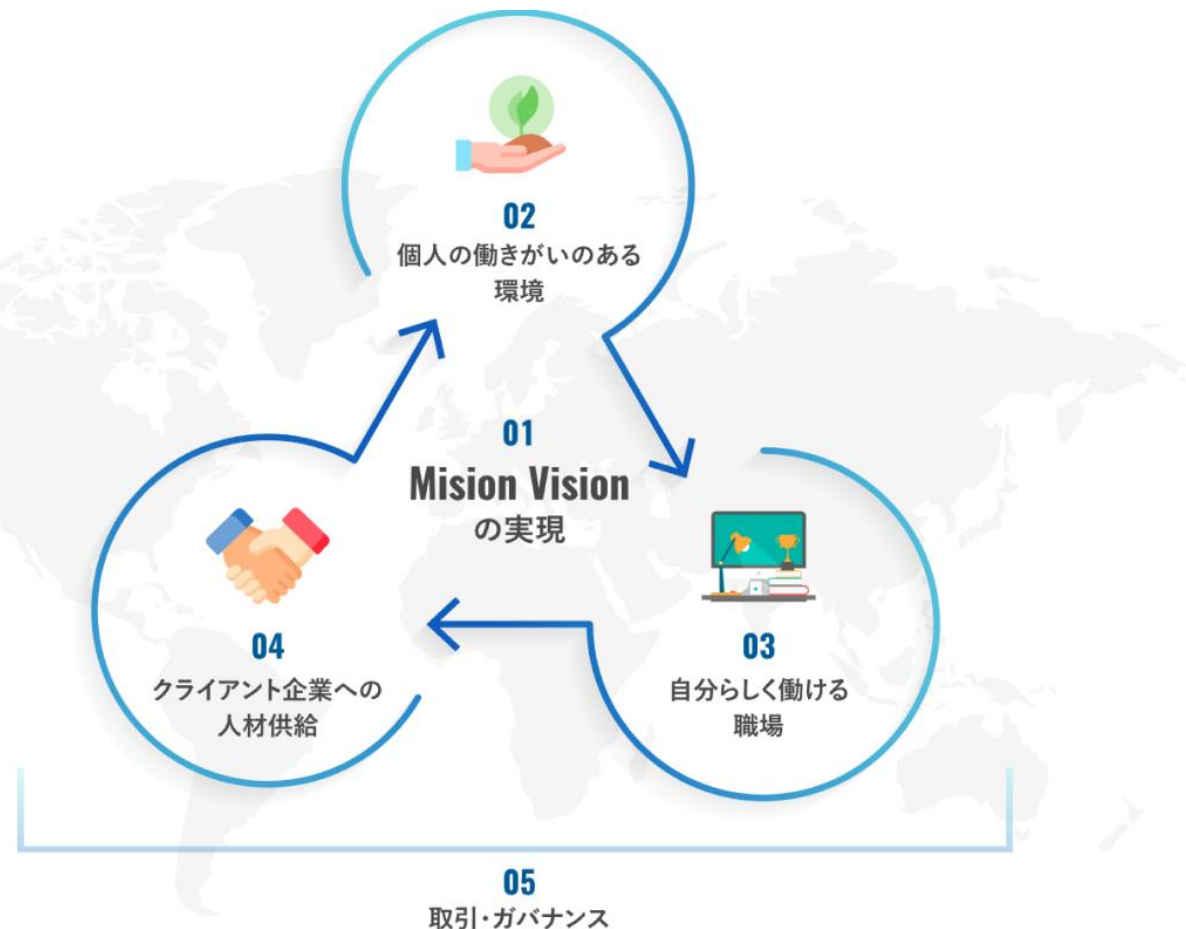 02
個人の働きがいのある
環境
01
Mision Vision
の実現
04
クライアント企業への
人材供給
03
自分らしく働ける
職場
05
取引・ガバナンス